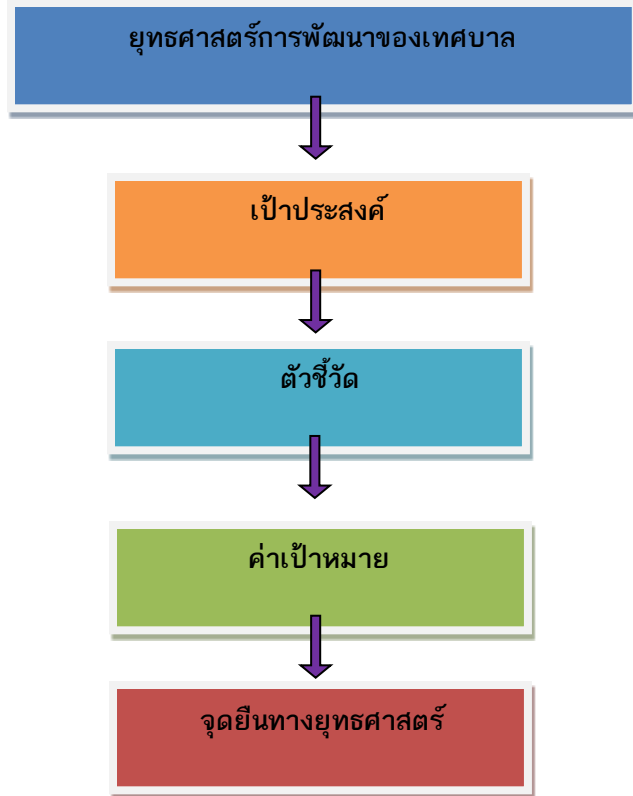 ยุทธศาสตร์การพัฒนาของเทศบาล
เป้าประสงค์
ตัวชี้วัด
ค่าเป้าหมาย
จุดยืนทางยุทธศาสตร์